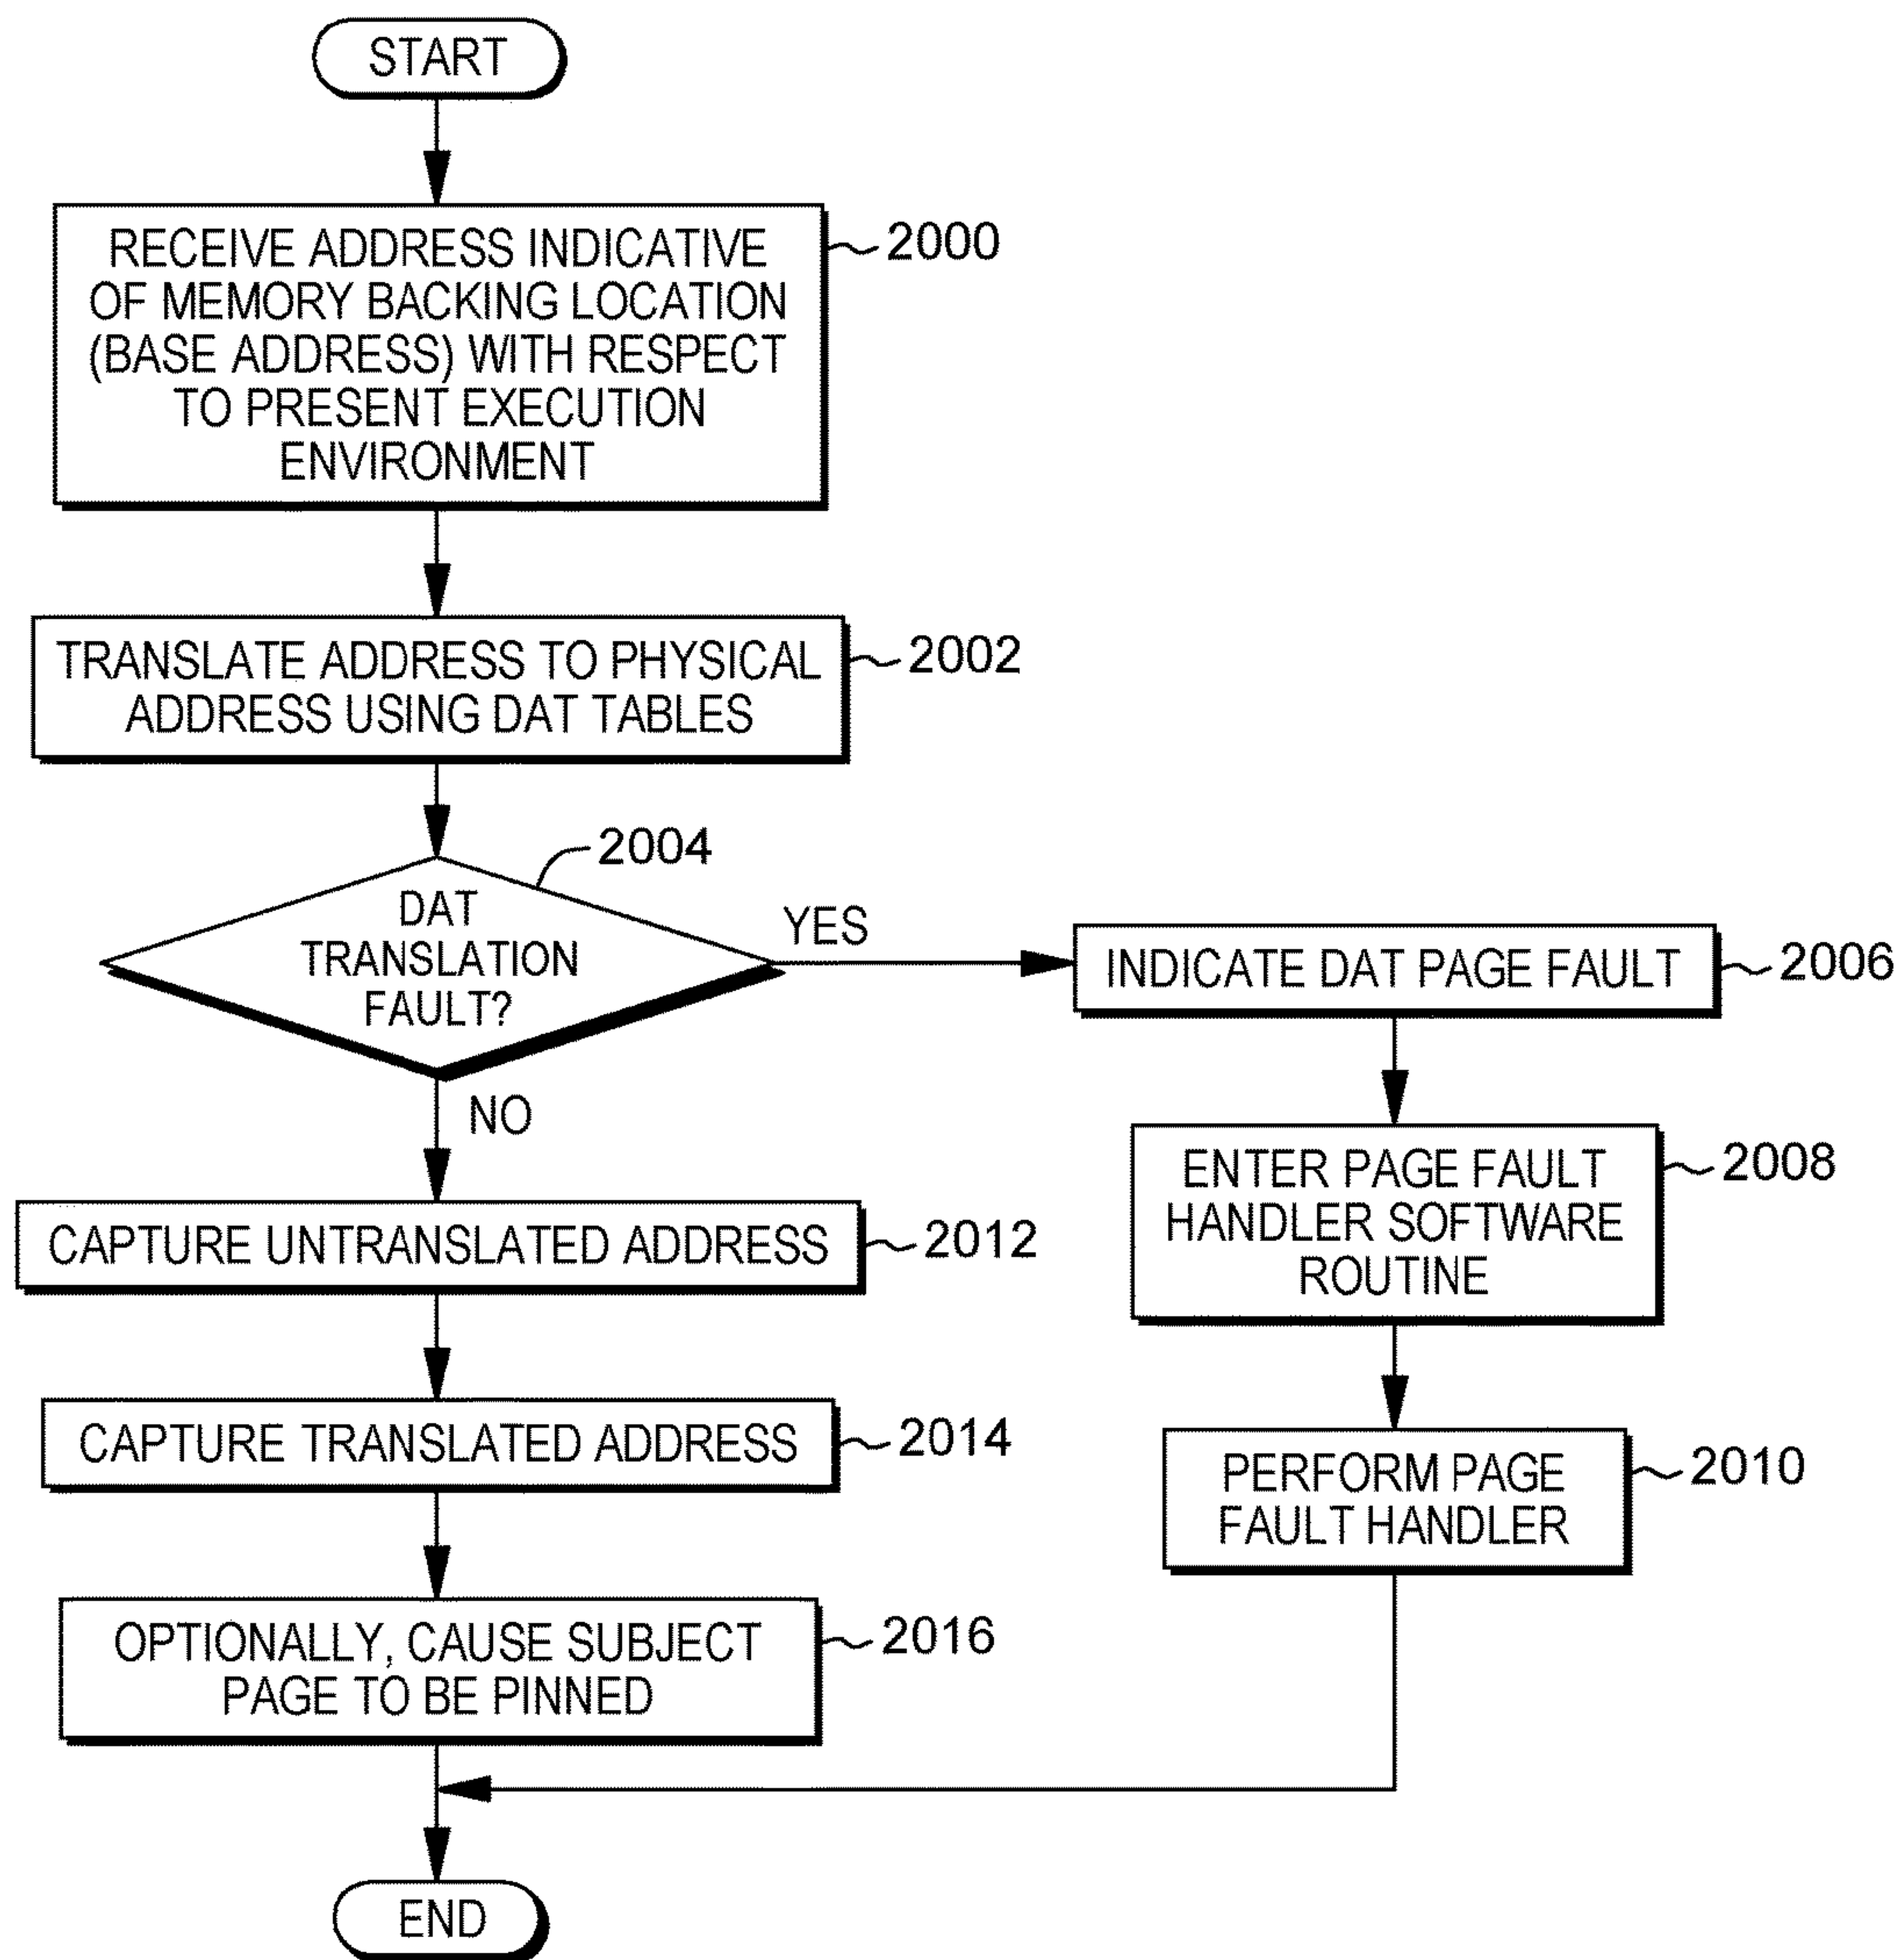 START
RECEIVE ADDRESS INDICATIVE
OF MEMORY BACKING LOCATION
(BASE ADDRESS) WITH RESPECT
TO PRESENT EXECUTION
ENVIRONMENT
2000
TRANSLATE ADDRESS TO PHYSICAL
ADDRESS USING DAT TABLES
2002
DAT
TRANSLATION
FAULT?
2004
YES
INDICATE DAT PAGE FAULT
2006
ENTER PAGE FAULT
HANDLER SOFTWARE
ROUTINE
2008
PERFORM PAGE
FAULT HANDLER
2010
NO
CAPTURE UNTRANSLATED ADDRESS
2012
CAPTURE TRANSLATED ADDRESS
2014
OPTIONALLY, CAUSE SUBJECT
PAGE TO BE PINNED
2016
END